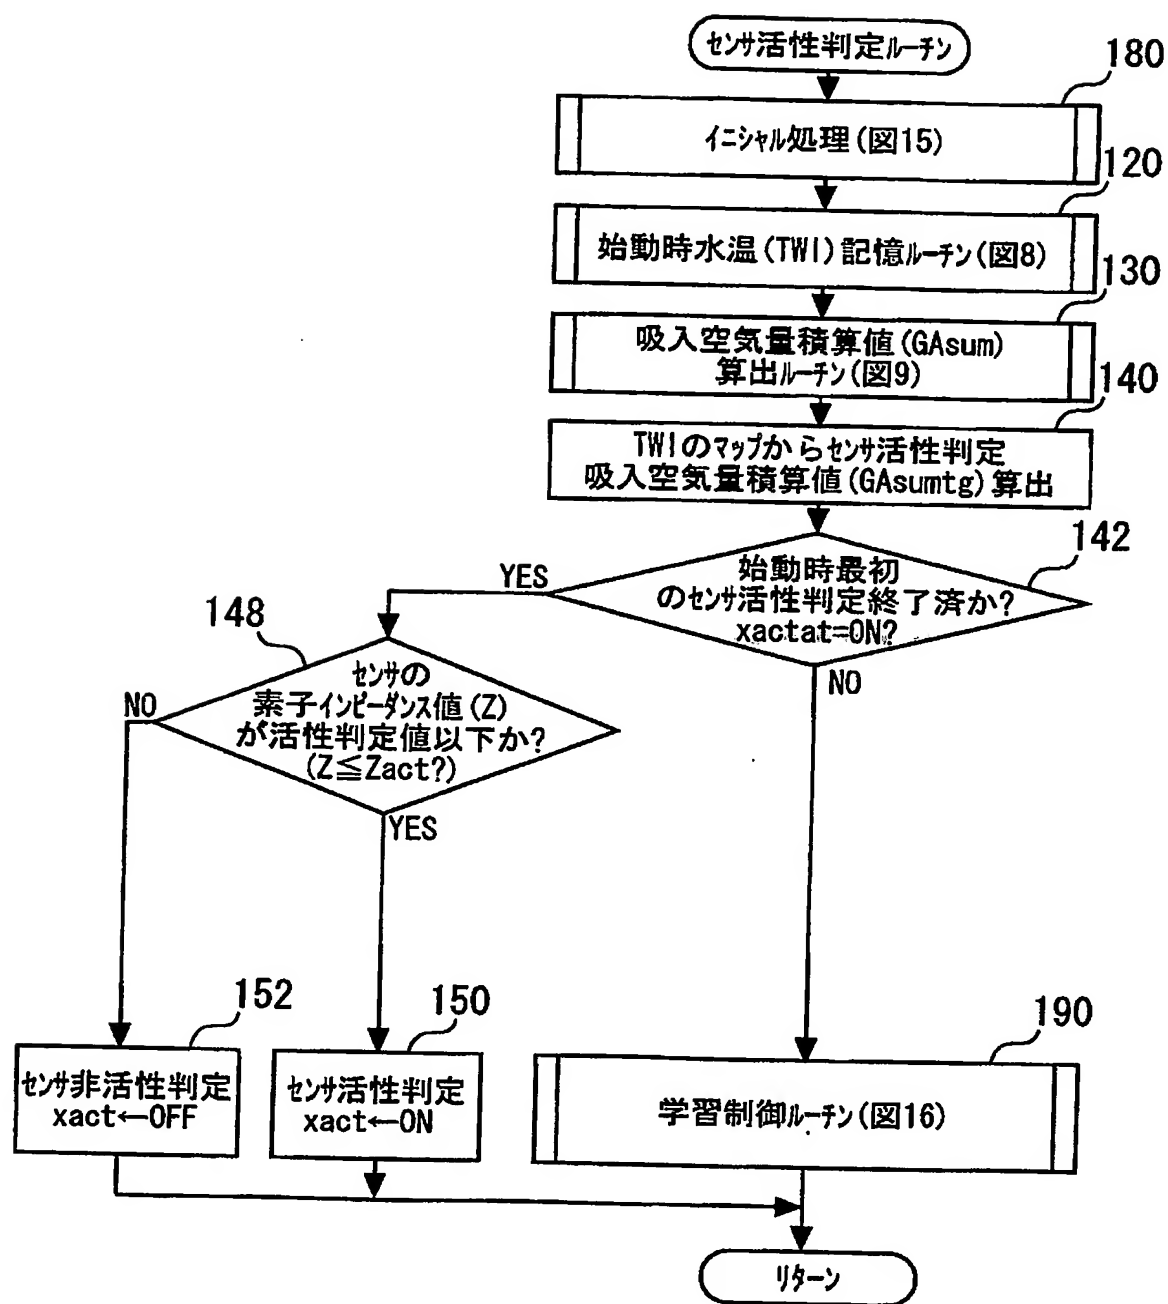 センサ活性判定ルーチン
180
イニシャル処理(図15)
120
始動時水温(TWI)記憶ルーチン(図8)
130
吸入空気量積算値(GAsum)
算出ルーチン(図9)
140
TWIのマップからセンサ活性判定
吸入空気量積算値(GAsumtg)算出
142
始動時最初
のセンサ活性判定終了済か?
xactat=ON?
YES
NO
148
センサの
素子インピーダンス値(Z)
が活性判定値以下か?
(Z≦Zact?)
NO
YES
152
センサ非活性判定
xact←OFF
150
センサ活性判定
xact←ON
190
学習制御ルーチン(図16)
リターン